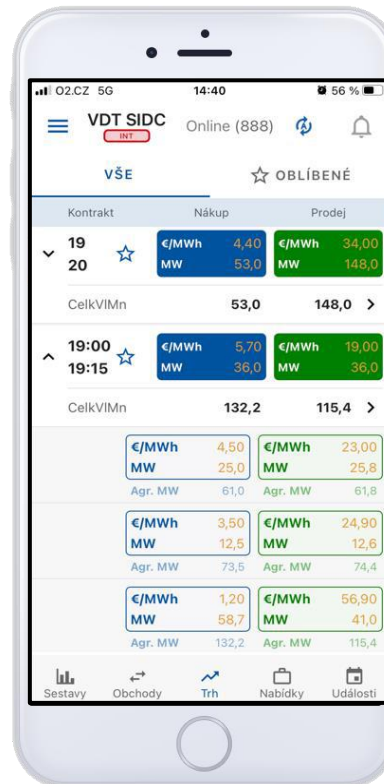 O2.CZ 5G 14:40 56 %
VDT SIDC Online (888)
INT
VŠE OBLÍBENÉ
Kontrakt Nákup Prodej
19 €/MWh 4,40 €/MWh 34,00
20 MW 53,0 MW 148,0
CelkVlMn 53,0 148,0
19:00 €/MWh 5,70 €/MWh 19,00
19:15 MW 36,0 MW 36,0
CelkVlMn 132,2 115,4
€/MWh 4,50 €/MWh 23,00
MW 25,0 MW 25,8
Agr. MW 61,0 Agr. MW 61,8
€/MWh 3,50 €/MWh 24,90
MW 12,5 MW 12,6
Agr. MW 73,5 Agr. MW 74,4
€/MWh 1,20 €/MWh 56,90
MW 58,7 MW 41,0
Agr. MW 132,2 Agr. MW 115,4
Sestavy Obchody Trh Nabídky Události